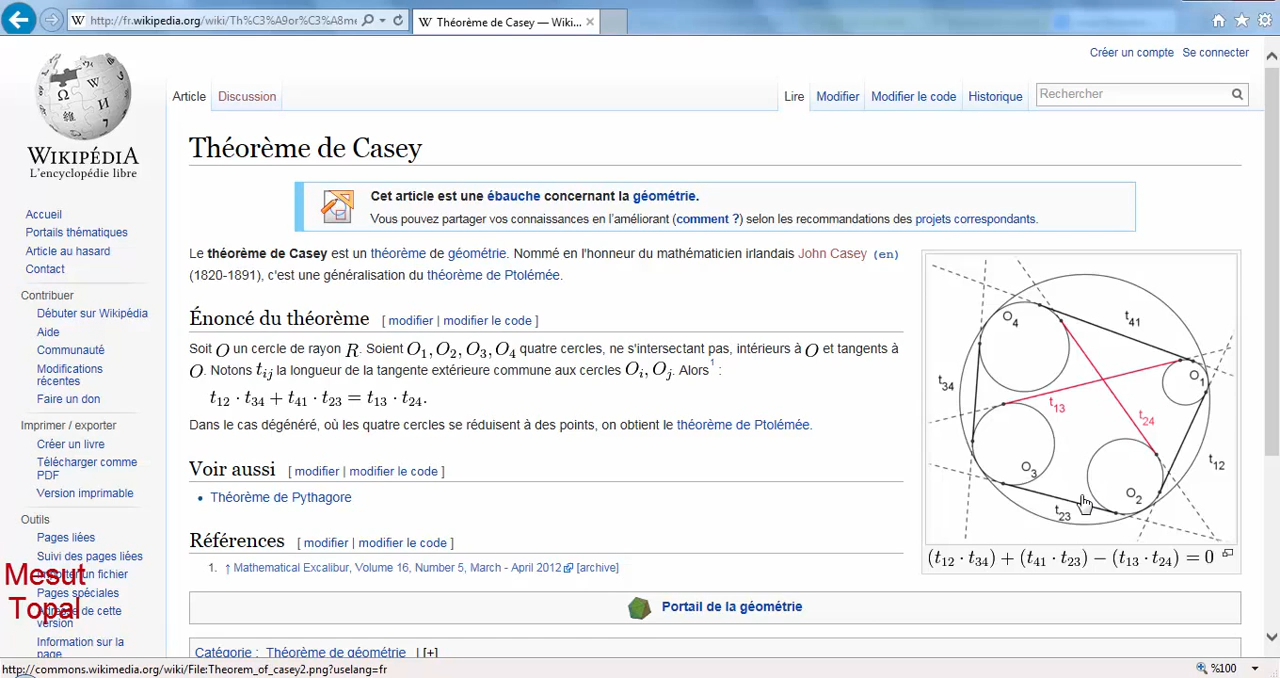 http://fr.wikipedia.org/wiki/Th%C3%A9or%C3%A8me
Théorème de Casey — Wiki...
Créer un compte Se connecter
Article Discussion Lire Modifier Modifier le code Historique Rechercher
WIKIPÉDIA
L'encyclopédie libre
Accueil
Portails thématiques
Article au hasard
Contact
Contribuer
Débuter sur Wikipédia
Aide
Communauté
Modifications
récentes
Faire un don
Imprimer / exporter
Créer un livre
Télécharger comme
PDF
Version imprimable
Outils
Pages liées
Suivi des pages liées
Importer un fichier
Pages spéciales
Adresse de cette
version
Information sur la
page
Mesut
Topal
Théorème de Casey
Cet article est une ébauche concernant la géométrie.
Vous pouvez partager vos connaissances en l'améliorant (comment ?) selon les recommandations des projets correspondants.
Le théorème de Casey est un théorème de géométrie. Nommé en l'honneur du mathématicien irlandais John Casey (en)
(1820-1891), c'est une généralisation du théorème de Ptolémée.
Énoncé du théorème [ modifier | modifier le code ]
Soit O un cercle de rayon R. Soient O₁, O₂, O₃, O₄ quatre cercles, ne s'intersectant pas, intérieurs à O et tangents à
O. Notons tᵢⱼ la longueur de la tangente extérieure commune aux cercles Oᵢ, Oⱼ. Alors¹ :
t₁₂ · t₃₄ + t₄₁ · t₂₃ = t₁₃ · t₂₄.
Dans le cas dégénéré, où les quatre cercles se réduisent à des points, on obtient le théorème de Ptolémée.
Voir aussi [ modifier | modifier le code ]
• Théorème de Pythagore
Références [ modifier | modifier le code ]
1. ↑ Mathematical Excalibur, Volume 16, Number 5, March - April 2012 [archive]
O₄
t₄₁
O₁
t₃₄
t₁₃
t₂₄
t₁₂
O₃
O₂
t₂₃
(t₁₂ · t₃₄) + (t₄₁ · t₂₃) − (t₁₃ · t₂₄) = 0
Portail de la géométrie
Catégorie : Théorème de géométrie | [+]
http://commons.wikimedia.org/wiki/File:Theorem_of_casey2.png?uselang=fr
%100